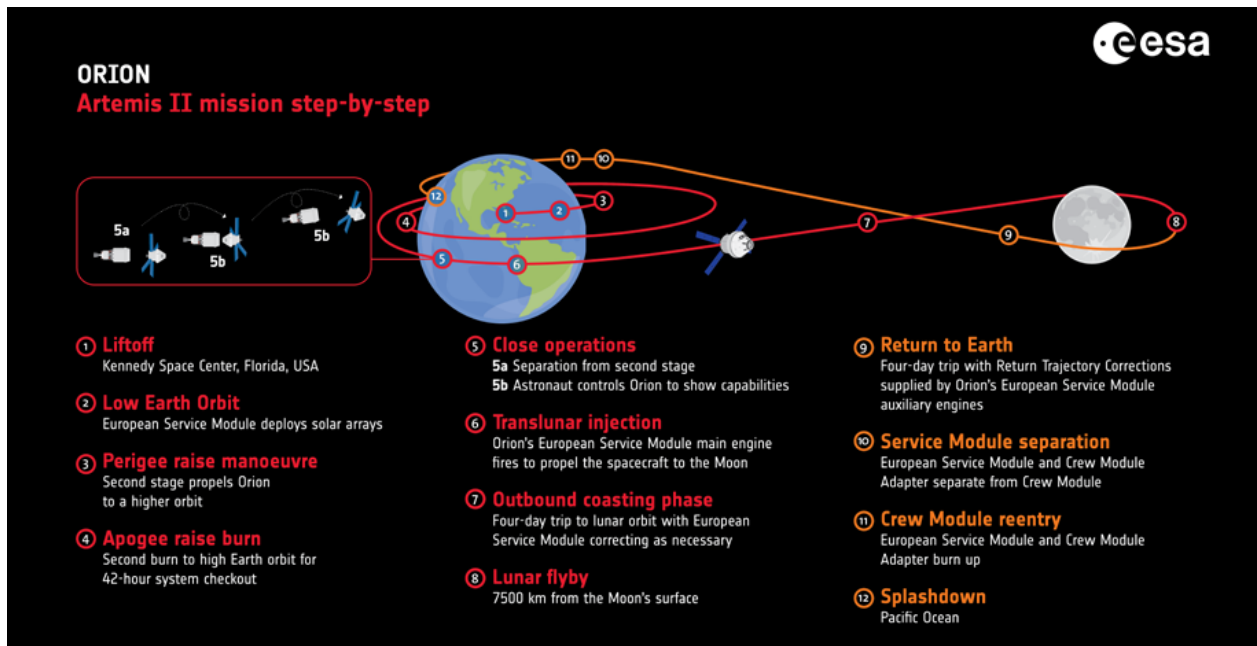 esa
ORION
Artemis II mission step-by-step
11
10
12
3
1
2
4
7
8
5a
5b
5b
9
5
6
1 Liftoff
Kennedy Space Center, Florida, USA
2 Low Earth Orbit
European Service Module deploys solar arrays
3 Perigee raise manoeuvre
Second stage propels Orion
to a higher orbit
4 Apogee raise burn
Second burn to high Earth orbit for
42-hour system checkout
5 Close operations
5a Separation from second stage
5b Astronaut controls Orion to show capabilities
6 Translunar injection
Orion's European Service Module main engine
fires to propel the spacecraft to the Moon
7 Outbound coasting phase
Four-day trip to lunar orbit with European
Service Module correcting as necessary
8 Lunar flyby
7500 km from the Moon's surface
9 Return to Earth
Four-day trip with Return Trajectory Corrections
supplied by Orion's European Service Module
auxiliary engines
10 Service Module separation
European Service Module and Crew Module
Adapter separate from Crew Module
11 Crew Module reentry
European Service Module and Crew Module
Adapter burn up
12 Splashdown
Pacific Ocean